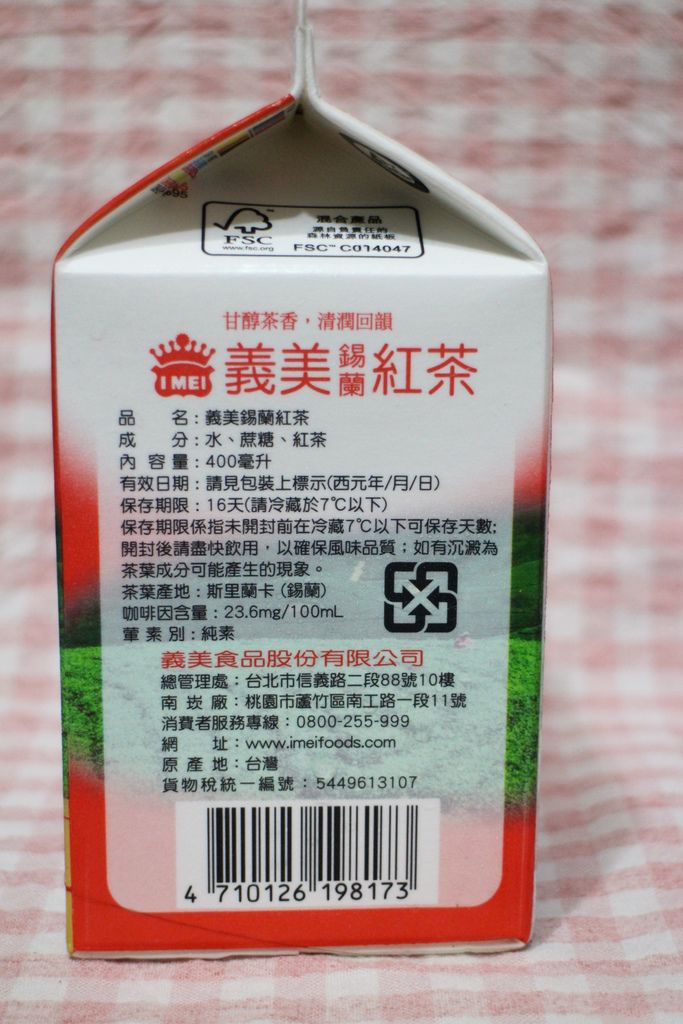 混合產品
源自負責任的
森林資源的紙板
FSC
www.fsc.org
FSC™ C014047
甘醇茶香，清潤回韻
I MEI 義美錫蘭紅茶
品 名：義美錫蘭紅茶
成 分：水、蔗糖、紅茶
內 容 量：400毫升
有效日期：請見包裝上標示(西元年/月/日)
保存期限：16天(請冷藏於7℃以下)
保存期限係指未開封前在冷藏7℃以下可保存天數;
開封後請盡快飲用，以確保風味品質；如有沉澱為
茶葉成分可能產生的現象。
茶葉產地：斯里蘭卡 (錫蘭)
咖啡因含量：23.6mg/100mL
葷 素 別：純素
義美食品股份有限公司
總管理處：台北市信義路二段88號10樓
南 崁 廠：桃園市蘆竹區南工路一段11號
消費者服務專線：0800-255-999
網 址：www.imeifoods.com
原 產 地：台灣
貨物稅統一編號：5449613107
4 710126 198173